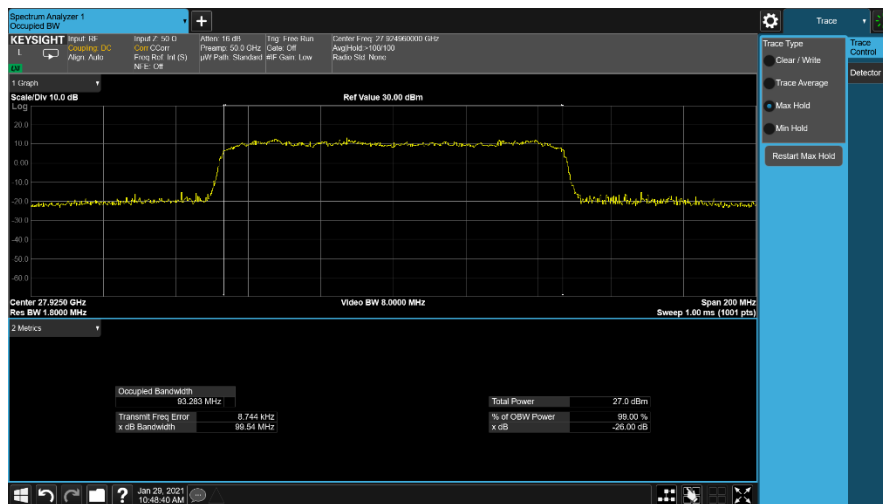 Spectrum Analyzer 1
Occupied BW
+
Trace
KEYSIGHT
L
Input: RF
Coupling: DC
Align: Auto
Input Z: 50 Ω
Corr CCorr
Freq Ref: Int (S)
NFE: Off
Atten: 16 dB
Preamp: 50.0 GHz
µW Path: Standard
Trig: Free Run
Gate: Off
#IF Gain: Low
Center Freq: 27.924960000 GHz
Avg|Hold:>100/100
Radio Std: None
Trace Type
Clear / Write
Trace Average
Max Hold
Min Hold
Restart Max Hold
Trace Control
Detector
1 Graph
Scale/Div 10.0 dB
Ref Value 30.00 dBm
Log
20.0
10.0
0.00
-10.0
-20.0
-30.0
-40.0
-50.0
-60.0
Center 27.9250 GHz
Video BW 8.0000 MHz
Span 200 MHz
Res BW 1.8000 MHz
Sweep 1.00 ms (1001 pts)
2 Metrics
Occupied Bandwidth
93.283 MHz
Total Power 27.0 dBm
Transmit Freq Error 8.744 kHz
% of OBW Power 99.00 %
x dB Bandwidth 99.54 MHz
x dB -26.00 dB
?
Jan 29, 2021
10:48:40 AM